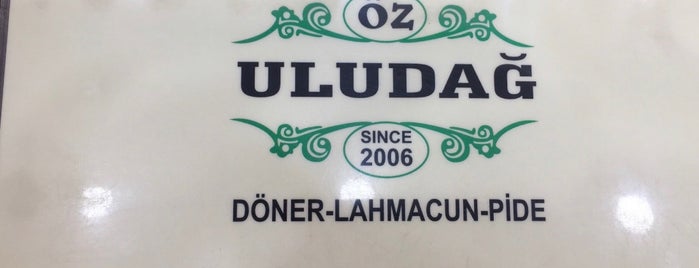 ÖZ
ULUDAĞ
SINCE
2006
DÖNER-LAHMACUN-PİDE